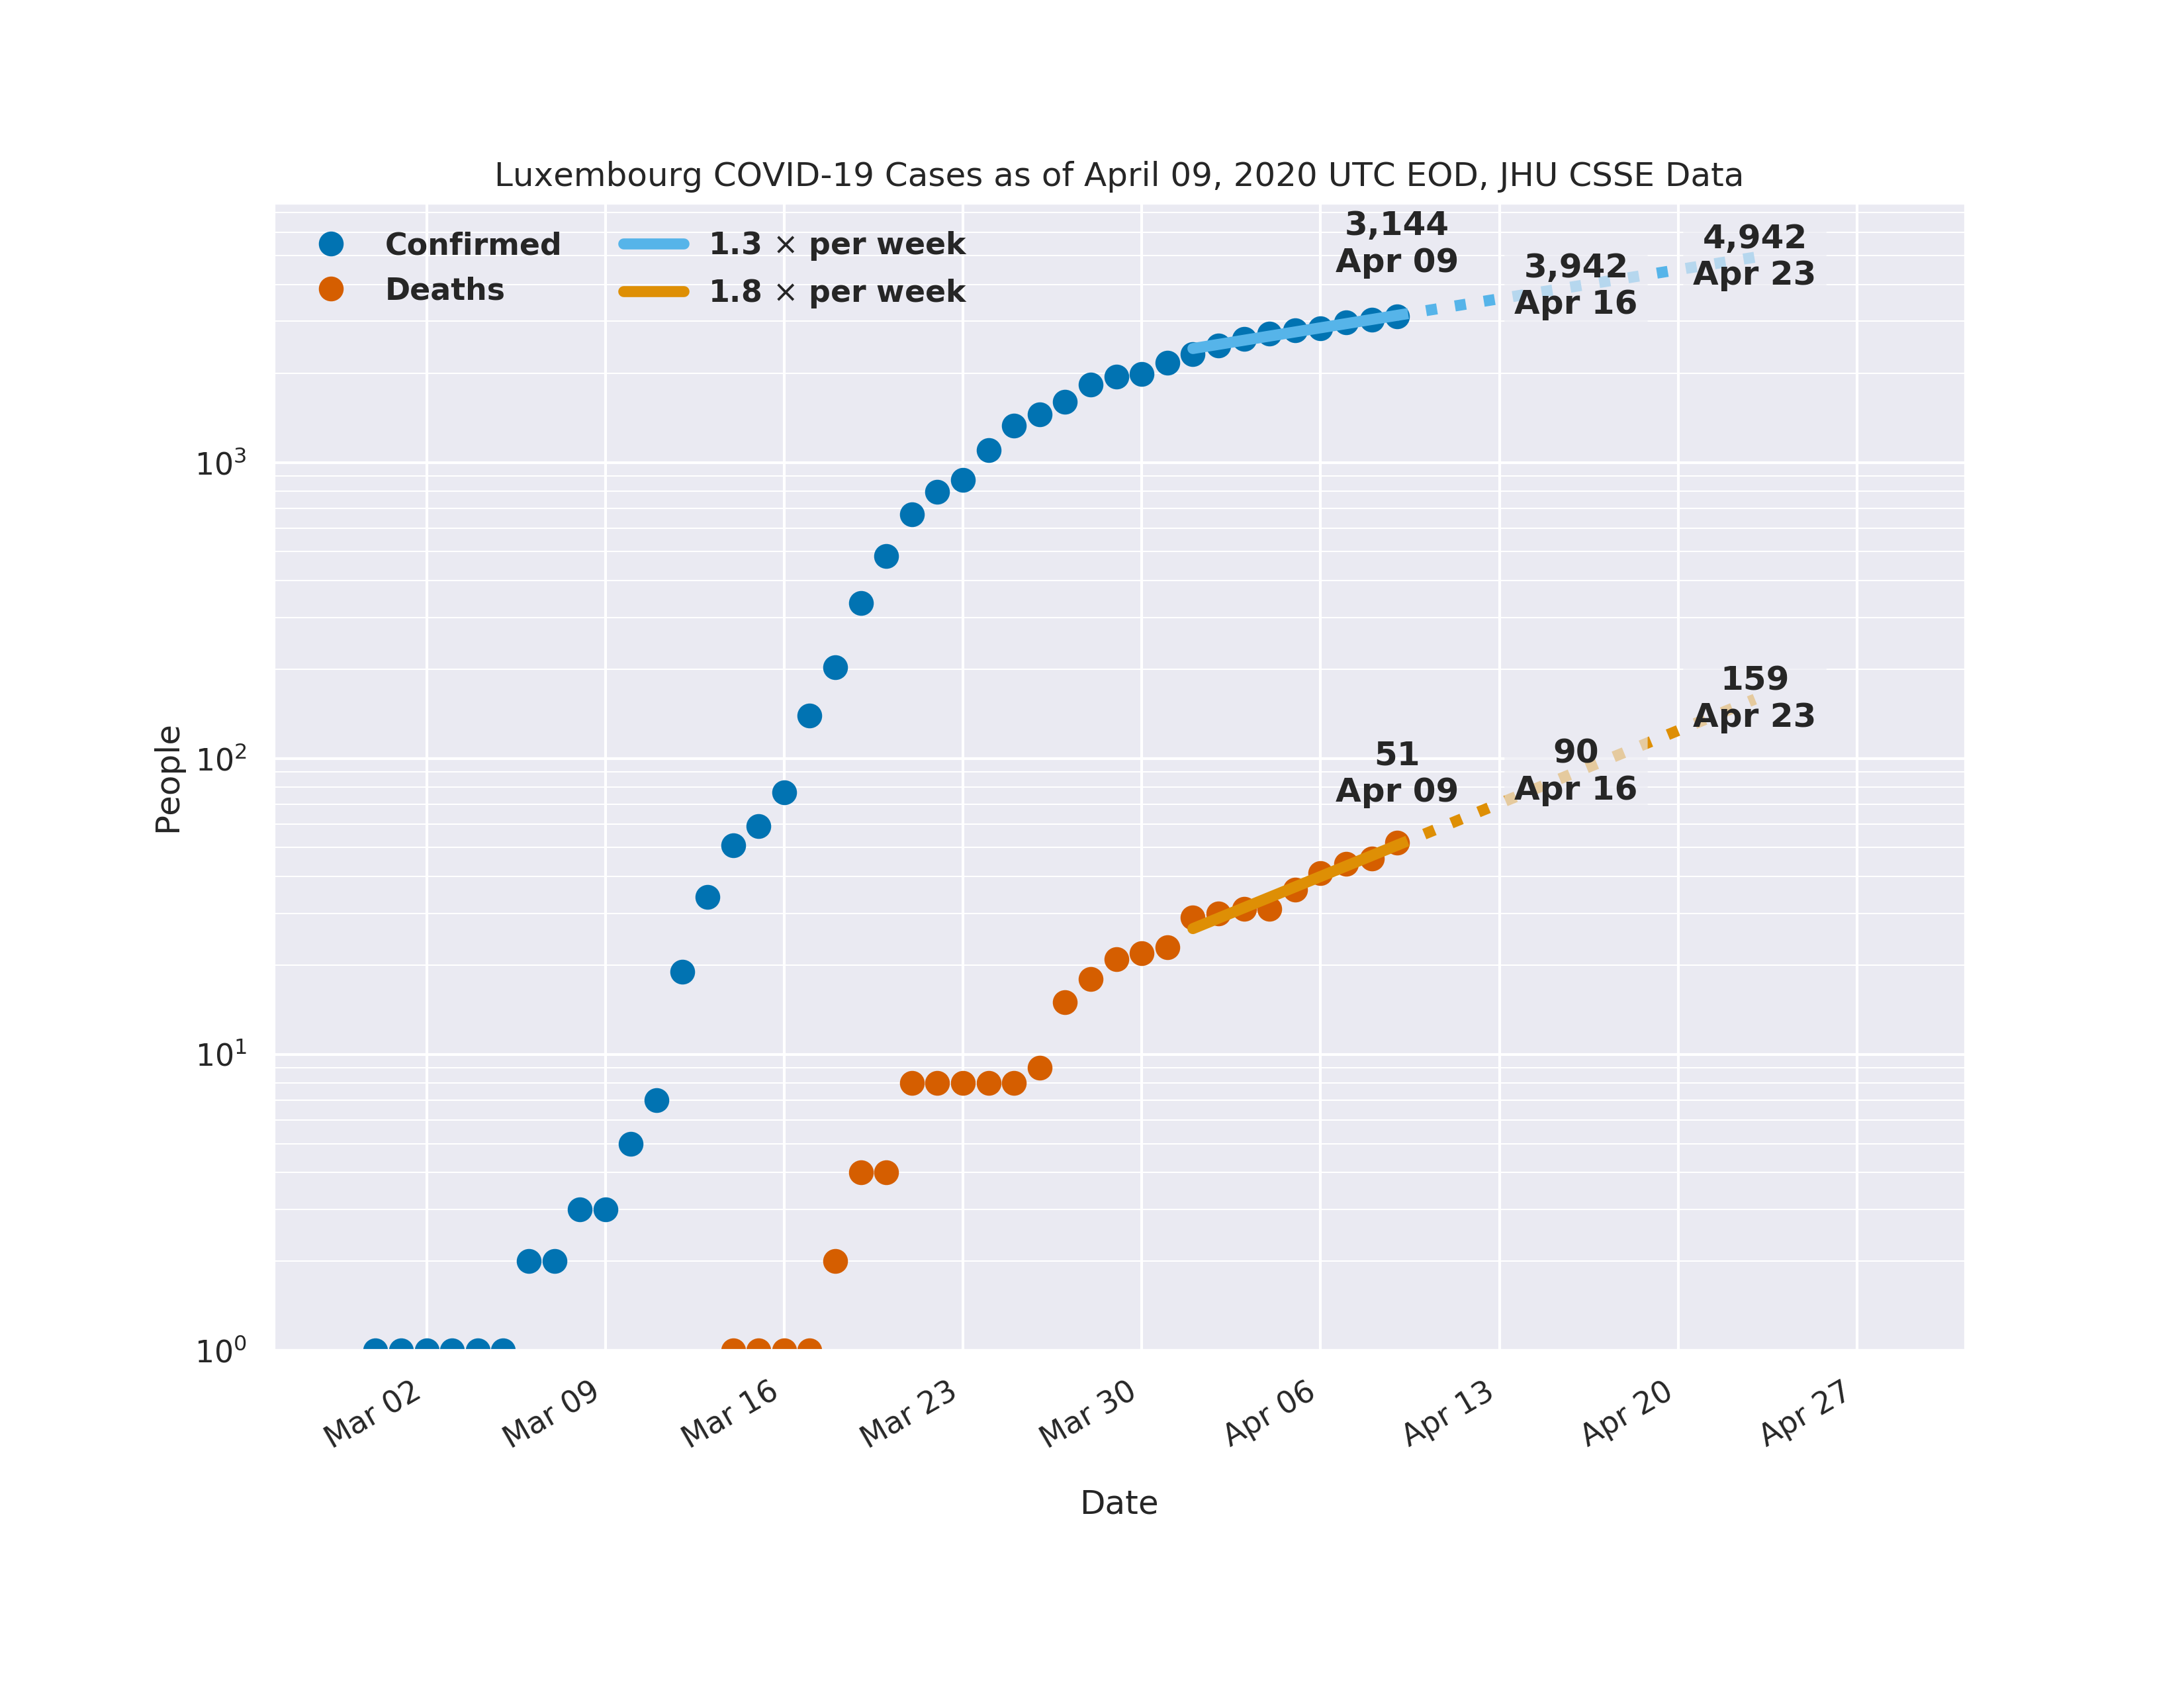 Luxembourg COVID-19 Cases as of April 09, 2020 UTC EOD, JHU CSSE Data
Confirmed
Deaths
1.3 × per week
1.8 × per week
3,144
Apr 09
3,942
Apr 16
4,942
Apr 23
159
Apr 23
51
Apr 09
90
Apr 16
People
10³
10²
10¹
10⁰
Mar 02
Mar 09
Mar 16
Mar 23
Mar 30
Apr 06
Apr 13
Apr 20
Apr 27
Date